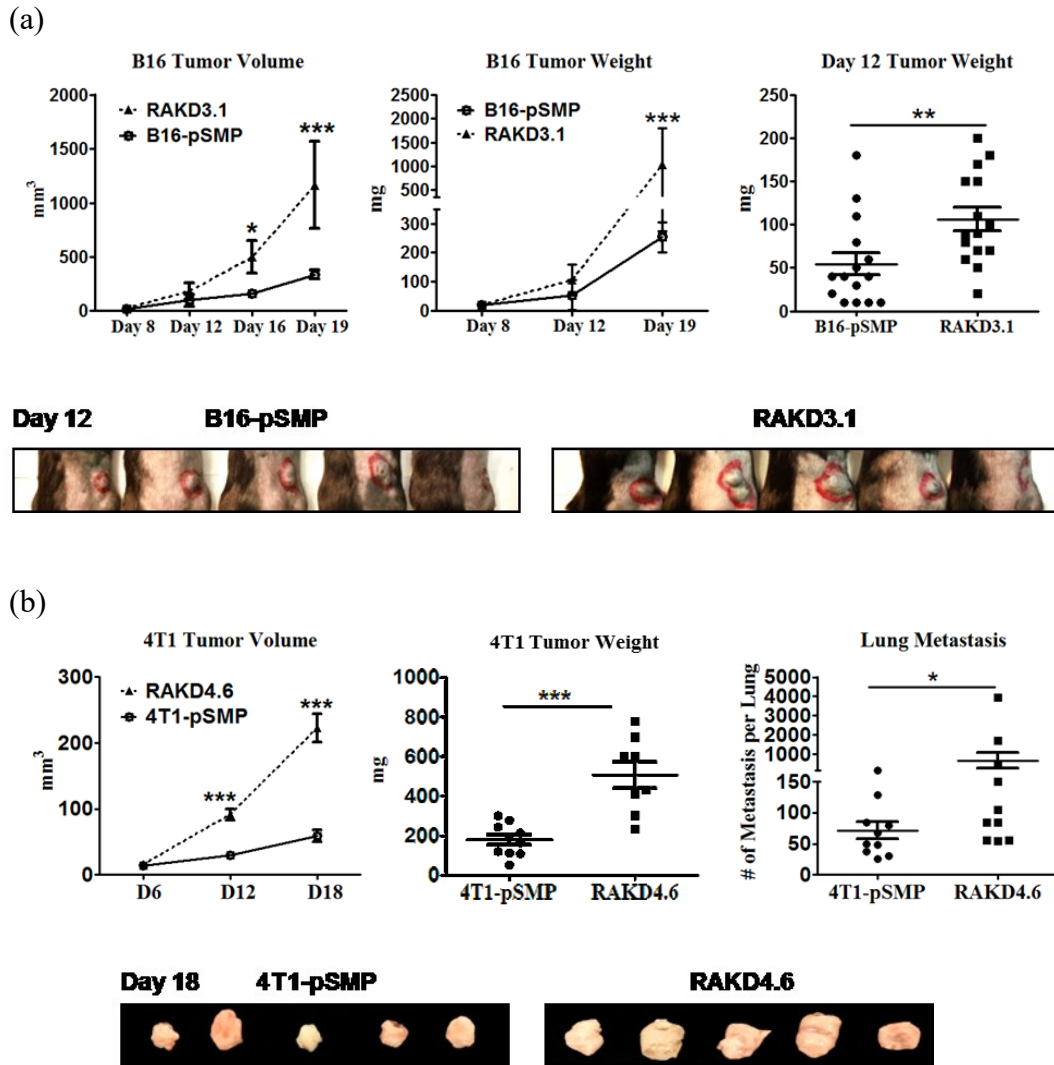 (a)
B16 Tumor Volume
2000
1500
1000
500
0
mm³
RAKD3.1
B16-pSMP
*
***
Day 8 Day 12 Day 16 Day 19
B16 Tumor Weight
2500
2000
1500
1000
500
300
200
100
0
mg
B16-pSMP
RAKD3.1
***
Day 8 Day 12 Day 19
Day 12 Tumor Weight
250
200
150
100
50
0
mg
**
B16-pSMP RAKD3.1
Day 12 B16-pSMP RAKD3.1
(b)
4T1 Tumor Volume
300
200
100
0
mm³
RAKD4.6
4T1-pSMP
***
***
D6 D12 D18
4T1 Tumor Weight
1000
800
600
400
200
0
mg
***
4T1-pSMP RAKD4.6
Lung Metastasis
5000
4000
3000
2000
1000
150
100
50
0
# of Metastasis per Lung
*
4T1-pSMP RAKD4.6
Day 18 4T1-pSMP RAKD4.6